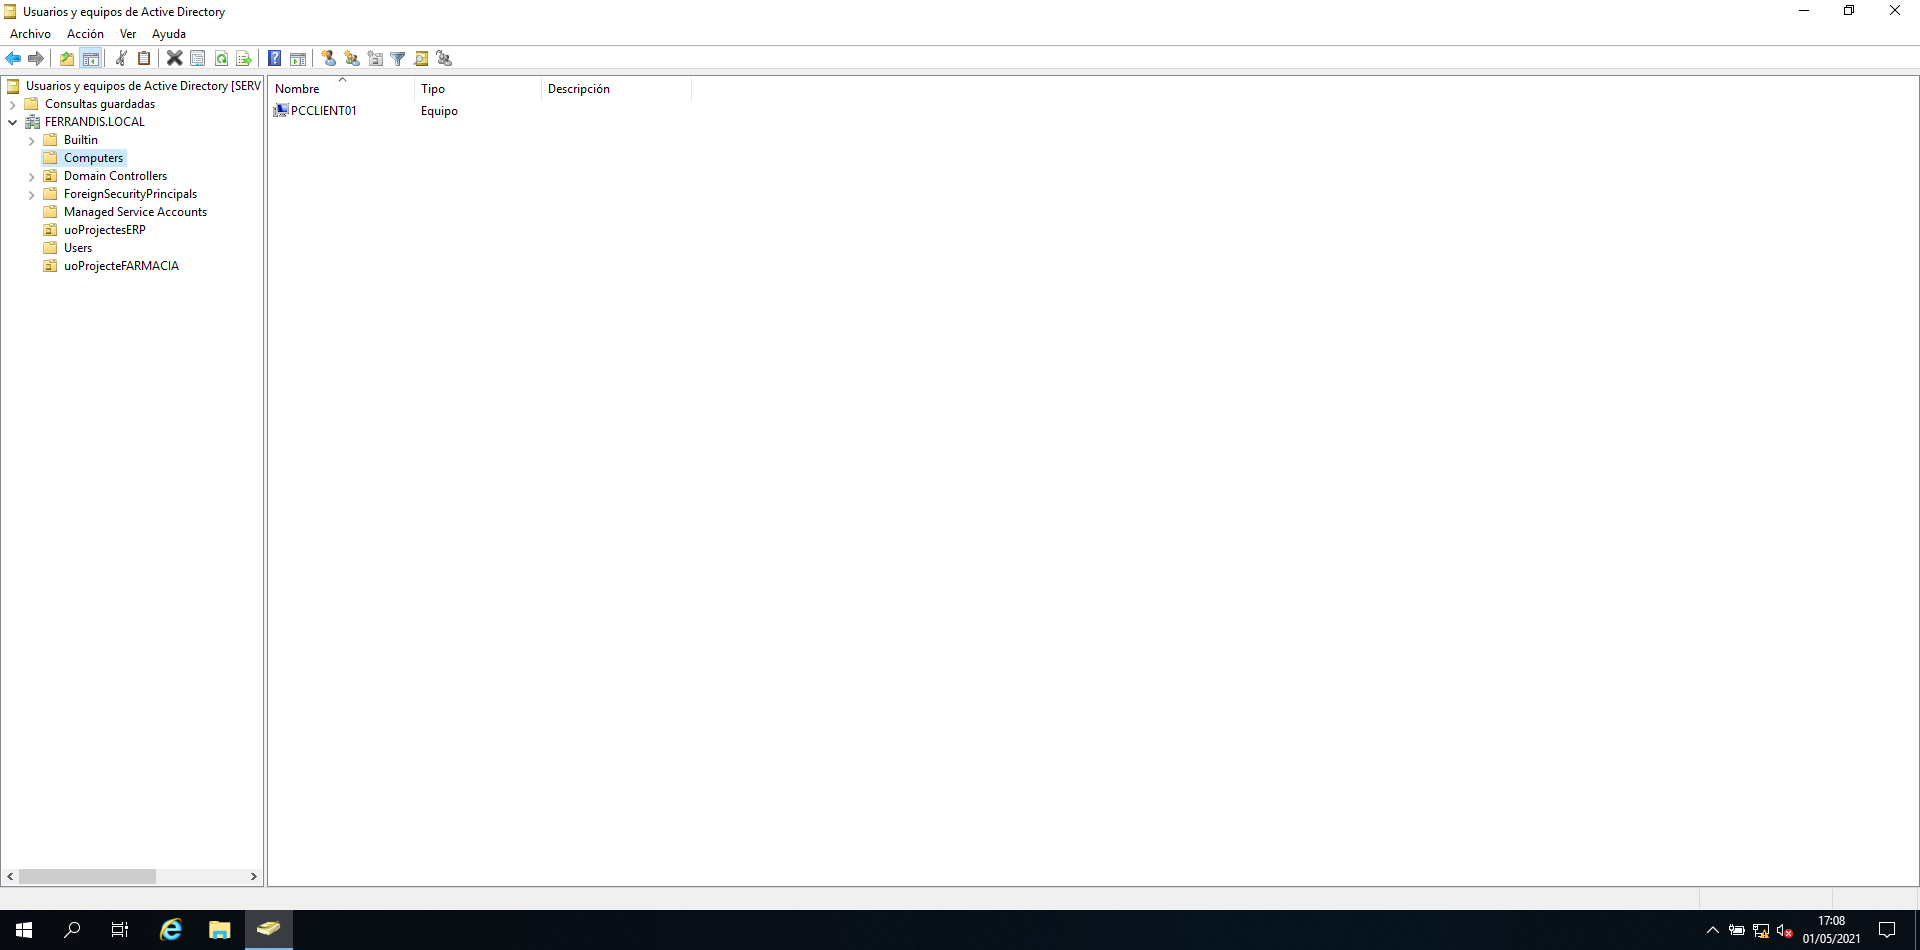 Usuarios y equipos de Active Directory
Archivo Acción Ver Ayuda
Usuarios y equipos de Active Directory [SERV
Consultas guardadas
FERRANDIS.LOCAL
Builtin
Computers
Domain Controllers
ForeignSecurityPrincipals
Managed Service Accounts
uoProjectesERP
Users
uoProjecteFARMACIA
Nombre Tipo Descripción
PCCLIENT01 Equipo
17:08
01/05/2021